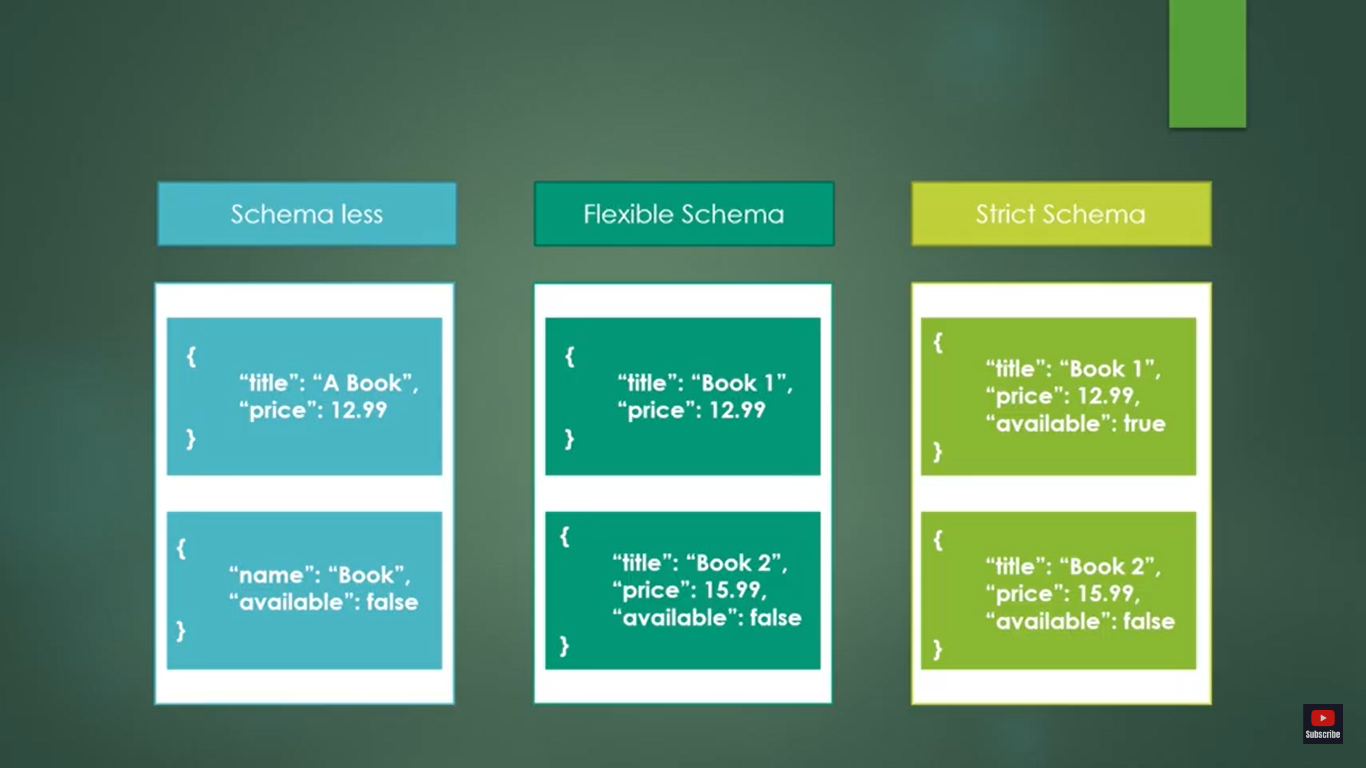 Schema less
{
“title”: “A Book”,
“price”: 12.99
}
{
“name”: “Book”,
“available”: false
}
Flexible Schema
{
“title”: “Book 1”,
“price”: 12.99
}
{
“title”: “Book 2”,
“price”: 15.99,
“available”: false
}
Strict Schema
{
“title”: “Book 1”,
“price”: 12.99,
“available”: true
}
{
“title”: “Book 2”,
“price”: 15.99,
“available”: false
}
Subscribe